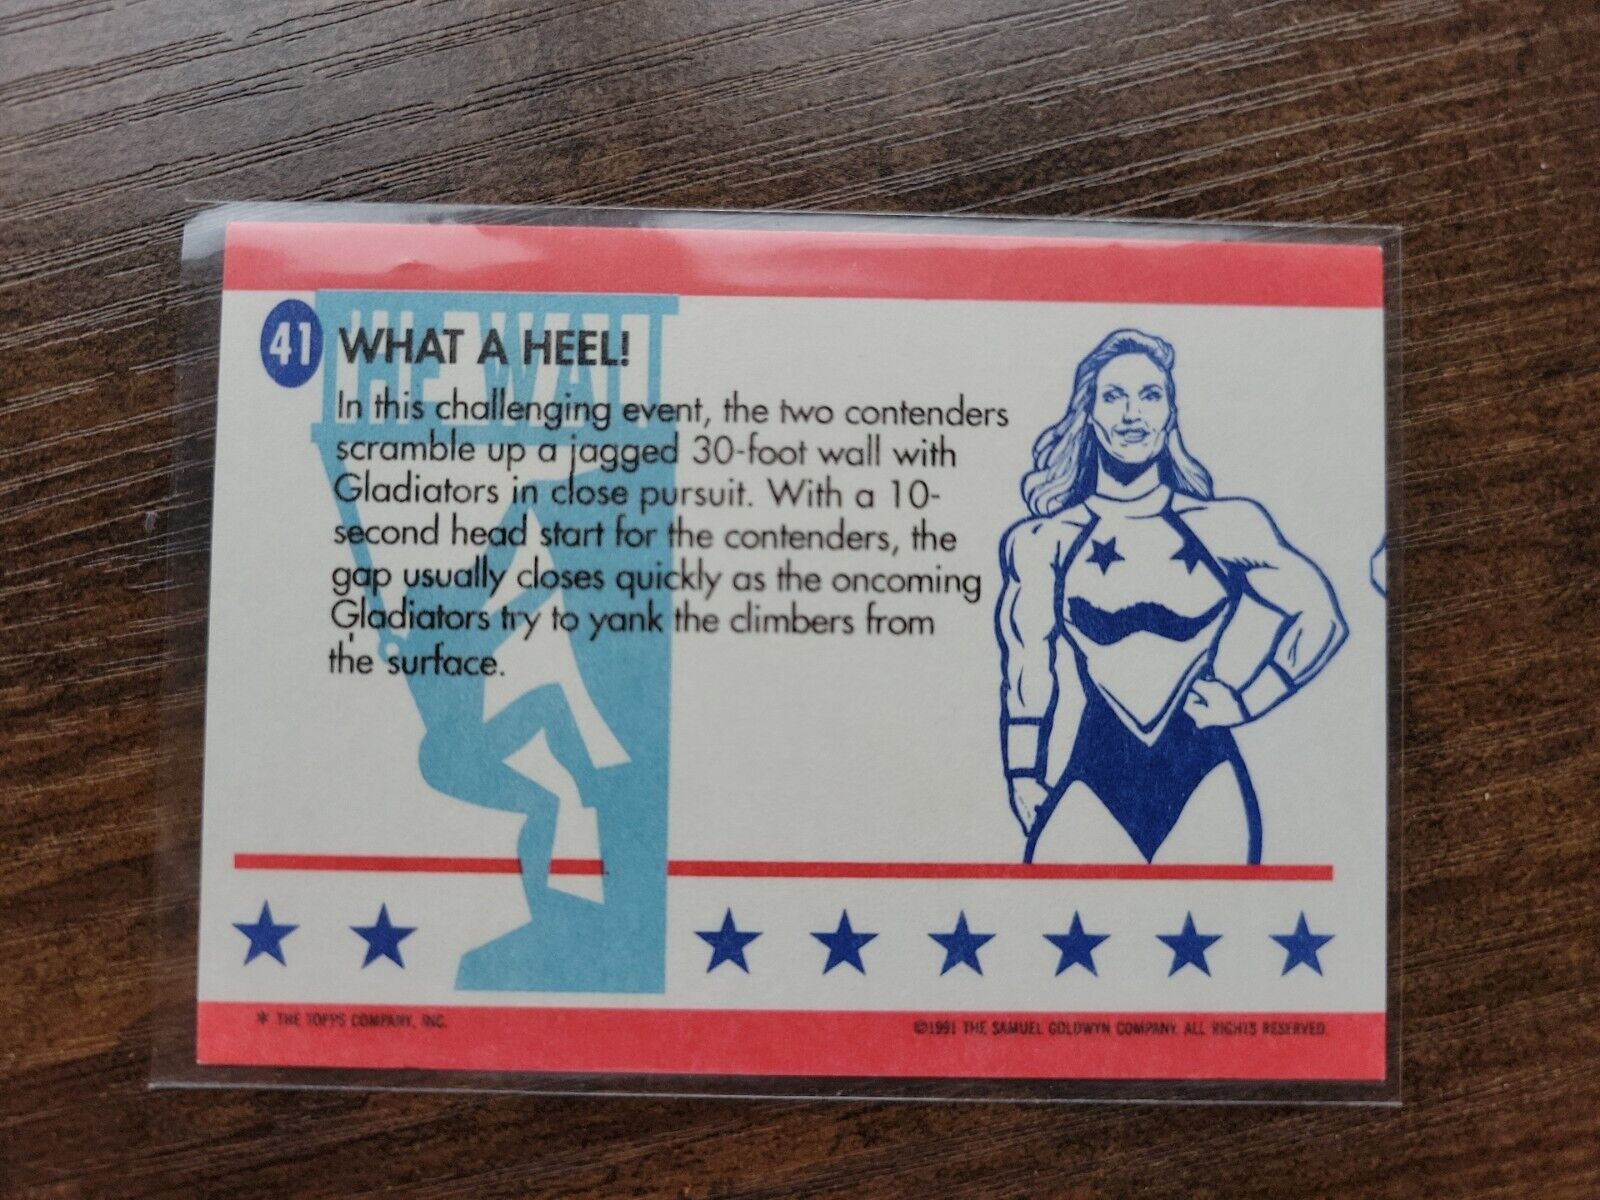 THE WALL
41 WHAT A HEEL!
In this challenging event, the two contenders
scramble up a jagged 30-foot wall with
Gladiators in close pursuit. With a 10-
second head start for the contenders, the
gap usually closes quickly as the oncoming
Gladiators try to yank the climbers from
the surface.
* THE TOPPS COMPANY, INC.
©1991 THE SAMUEL GOLDWYN COMPANY. ALL RIGHTS RESERVED.